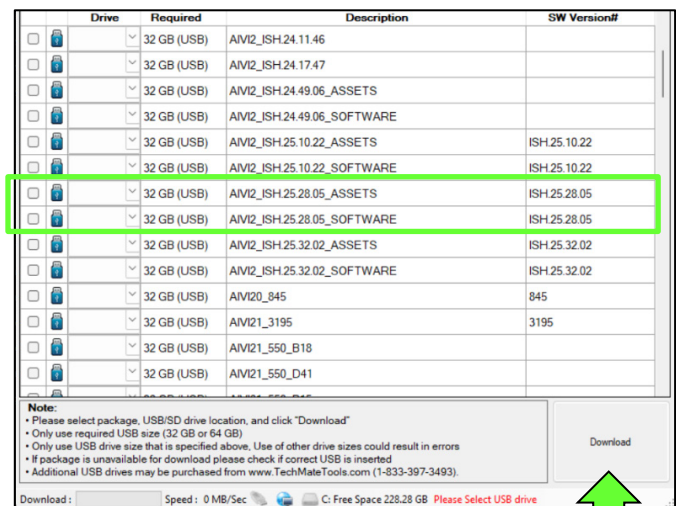 Drive Required Description SW Version#
32 GB (USB) AIVI2_ISH.24.11.46
32 GB (USB) AIVI2_ISH.24.17.47
32 GB (USB) AIVI2_ISH.24.49.06_ASSETS
32 GB (USB) AIVI2_ISH.24.49.06_SOFTWARE
32 GB (USB) AIVI2_ISH.25.10.22_ASSETS ISH.25.10.22
32 GB (USB) AIVI2_ISH.25.10.22_SOFTWARE ISH.25.10.22
32 GB (USB) AIVI2_ISH.25.28.05_ASSETS ISH.25.28.05
32 GB (USB) AIVI2_ISH.25.28.05_SOFTWARE ISH.25.28.05
32 GB (USB) AIVI2_ISH.25.32.02_ASSETS ISH.25.32.02
32 GB (USB) AIVI2_ISH.25.32.02_SOFTWARE ISH.25.32.02
32 GB (USB) AIVI20_845 845
32 GB (USB) AIVI21_3195 3195
32 GB (USB) AIVI21_550_B18
32 GB (USB) AIVI21_550_D41
Note:
• Please select package, USB/SD drive location, and click "Download"
• Only use required USB size (32 GB or 64 GB)
• Only use USB drive size that is specified above, Use of other drive sizes could result in errors
• If package is unavailable for download please check if correct USB is inserted
• Additional USB drives may be purchased from www.TechMateTools.com (1-833-397-3493).
Download
Download : Speed : 0 MB/Sec C: Free Space 228.28 GB Please Select USB drive